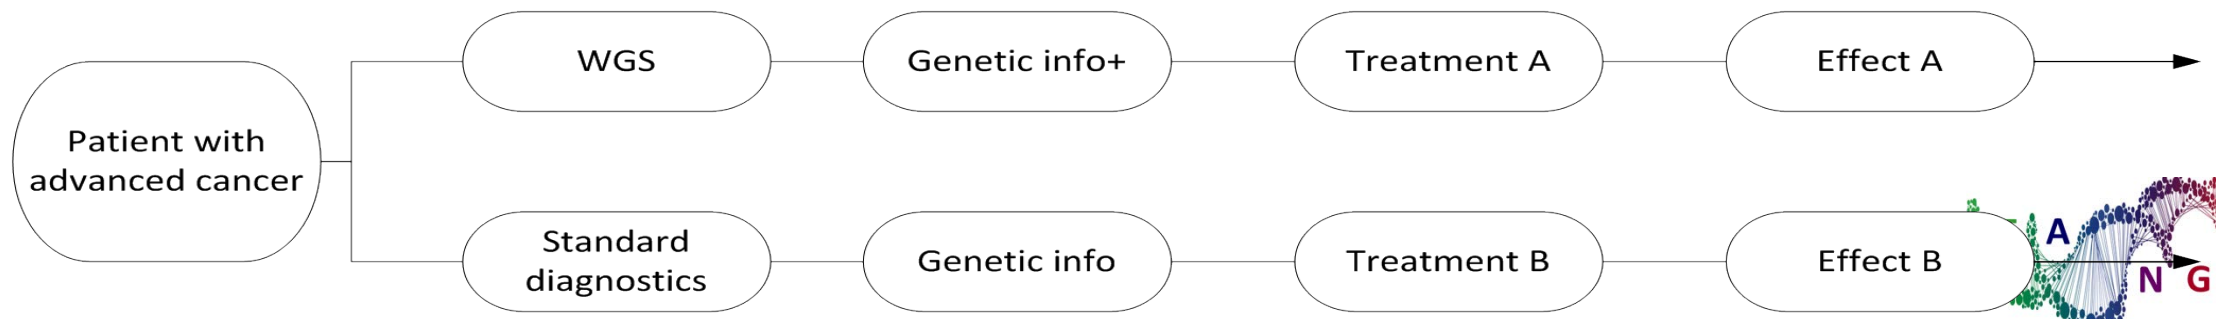 WGS
Genetic info+
Treatment A
Effect A
Patient with
advanced cancer
Standard
diagnostics
Genetic info
Treatment B
Effect B
A
N G